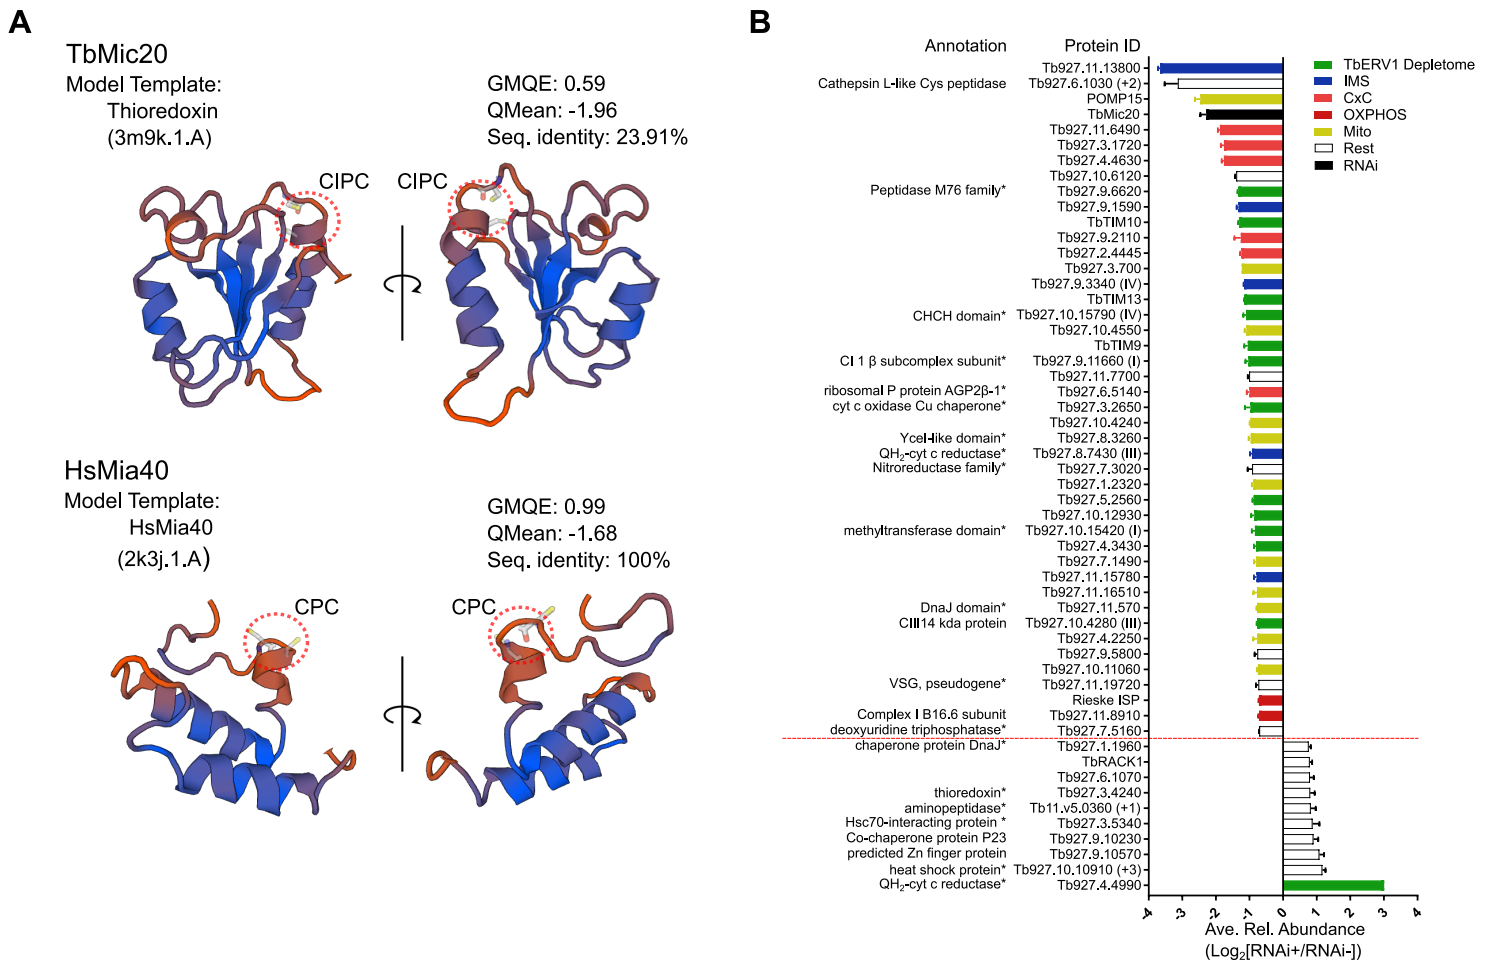 A
TbMic20
Model Template:
Thioredoxin
(3m9k.1.A)
GMQE: 0.59
QMean: -1.96
Seq. identity: 23.91%
CIPC
CIPC
HsMia40
Model Template:
HsMia40
(2k3j.1.A)
GMQE: 0.99
QMean: -1.68
Seq. identity: 100%
CPC
CPC
B
Annotation Protein ID
Tb927.11.13800
Cathepsin L-like Cys peptidase Tb927.6.1030 (+2)
POMP15
TbMic20
Tb927.11.6490
Tb927.3.1720
Tb927.4.4630
Tb927.10.6120
Peptidase M76 family* Tb927.9.6620
Tb927.9.1590
TbTIM10
Tb927.9.2110
Tb927.2.4445
Tb927.3.700
Tb927.9.3340 (IV)
TbTIM13
CHCH domain* Tb927.10.15790 (IV)
Tb927.10.4550
TbTIM9
CI 1 β subcomplex subunit* Tb927.9.11660 (I)
Tb927.11.7700
ribosomal P protein AGP2β-1* Tb927.6.5140
cyt c oxidase Cu chaperone* Tb927.3.2650
Tb927.10.4240
YceI-like domain* Tb927.8.3260
QH₂-cyt c reductase* Tb927.8.7430 (III)
Nitroreductase family* Tb927.7.3020
Tb927.1.2320
Tb927.5.2560
Tb927.10.12930
methyltransferase domain* Tb927.10.15420 (I)
Tb927.4.3430
Tb927.7.1490
Tb927.11.15780
Tb927.11.16510
DnaJ domain* Tb927.11.570
CIII14 kda protein Tb927.10.4280 (III)
Tb927.4.2250
Tb927.9.5800
Tb927.10.11060
VSG, pseudogene* Tb927.11.19720
Rieske ISP
Complex I B16.6 subunit Tb927.11.8910
deoxyuridine triphosphatase* Tb927.7.5160
chaperone protein DnaJ* Tb927.1.1960
TbRACK1
Tb927.6.1070
thioredoxin* Tb927.3.4240
aminopeptidase* Tb11.v5.0360 (+1)
Hsc70-interacting protein * Tb927.3.5340
Co-chaperone protein P23 Tb927.9.10230
predicted Zn finger protein Tb927.9.10570
heat shock protein* Tb927.10.10910 (+3)
QH₂-cyt c reductase* Tb927.4.4990
TbERV1 Depletome
IMS
CxC
OXPHOS
Mito
Rest
RNAi
-4 -3 -2 -1 0 1 2 3 4
Ave. Rel. Abundance
(Log₂[RNAi+/RNAi-])